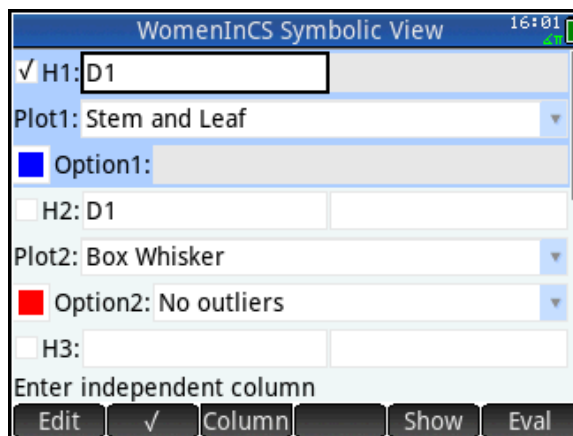 WomenInCS Symbolic View 16:01
∡π
✓ H1: D1
Plot1: Stem and Leaf
Option1:
H2: D1
Plot2: Box Whisker
Option2: No outliers
H3:
Enter independent column
Edit ✓ Column Show Eval